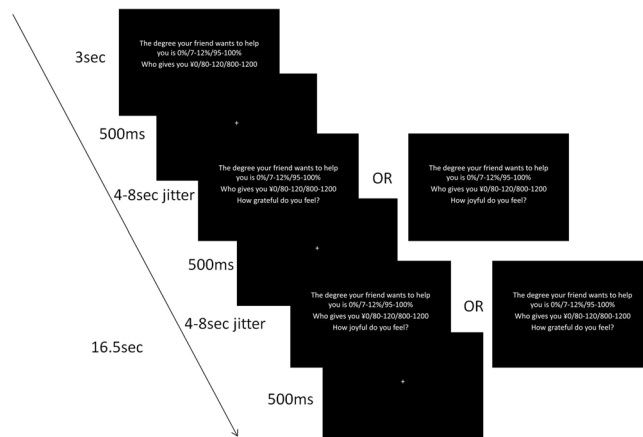 3sec
The degree your friend wants to help
you is 0%/7-12%/95-100%
Who gives you ¥0/80-120/800-1200
500ms
+
4-8sec jitter
The degree your friend wants to help
you is 0%/7-12%/95-100%
Who gives you ¥0/80-120/800-1200
How grateful do you feel?
OR
The degree your friend wants to help
you is 0%/7-12%/95-100%
Who gives you ¥0/80-120/800-1200
How joyful do you feel?
500ms
+
4-8sec jitter
The degree your friend wants to help
you is 0%/7-12%/95-100%
Who gives you ¥0/80-120/800-1200
How joyful do you feel?
OR
The degree your friend wants to help
you is 0%/7-12%/95-100%
Who gives you ¥0/80-120/800-1200
How grateful do you feel?
16.5sec
500ms
+